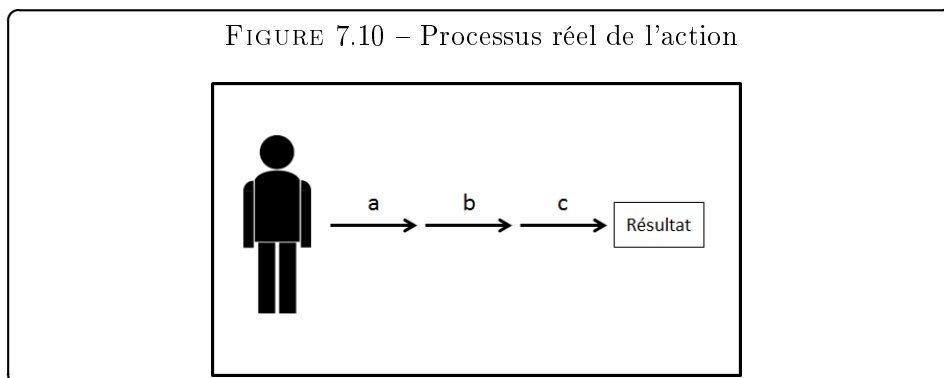 FIGURE 7.10 – Processus réel de l'action
a b c
Résultat